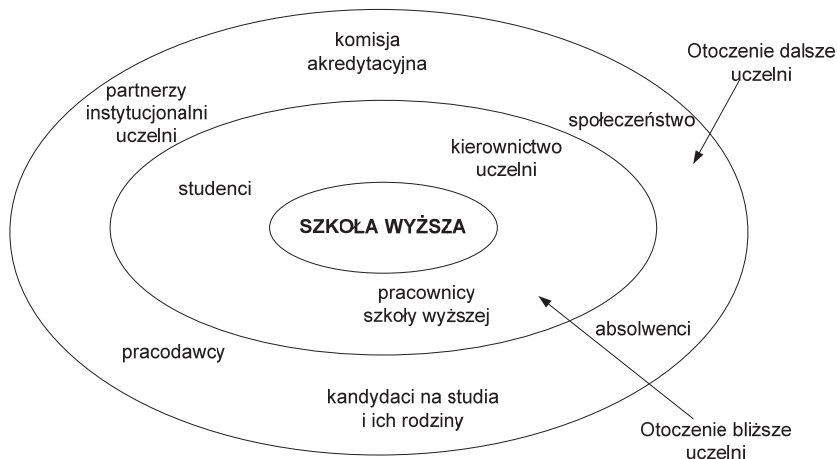 komisja
akredytacyjna
Otoczenie dalsze
uczelni
partnerzy
instytucjonalni
uczelni
społeczeństwo
kierownictwo
uczelni
studenci
SZKOŁA WYŻSZA
pracownicy
szkoły wyższej
absolwenci
pracodawcy
kandydaci na studia
i ich rodziny
Otoczenie bliższe
uczelni